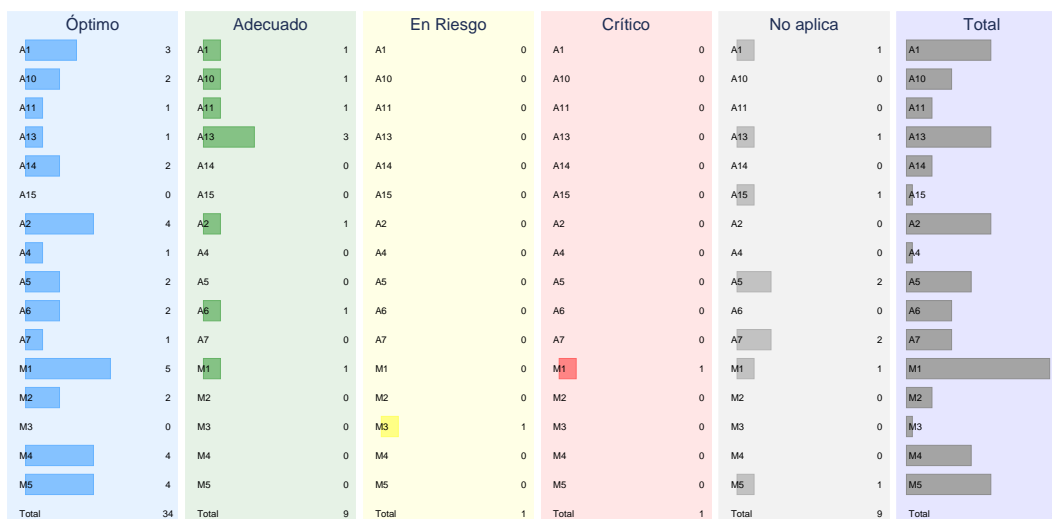 Óptimo Adecuado En Riesgo Crítico No aplica Total
A1 3 A1 1 A1 0 A1 0 A1 1 A1
A10 2 A10 1 A10 0 A10 0 A10 0 A10
A11 1 A11 1 A11 0 A11 0 A11 0 A11
A13 1 A13 3 A13 0 A13 0 A13 1 A13
A14 2 A14 0 A14 0 A14 0 A14 0 A14
A15 0 A15 0 A15 0 A15 0 A15 1 A15
A2 4 A2 1 A2 0 A2 0 A2 0 A2
A4 1 A4 0 A4 0 A4 0 A4 0 A4
A5 2 A5 0 A5 0 A5 0 A5 2 A5
A6 2 A6 1 A6 0 A6 0 A6 0 A6
A7 1 A7 0 A7 0 A7 0 A7 2 A7
M1 5 M1 1 M1 0 M1 1 M1 1 M1
M2 2 M2 0 M2 0 M2 0 M2 0 M2
M3 0 M3 0 M3 1 M3 0 M3 0 M3
M4 4 M4 0 M4 0 M4 0 M4 0 M4
M5 4 M5 0 M5 0 M5 0 M5 1 M5
Total 34 Total 9 Total 1 Total 1 Total 9 Total